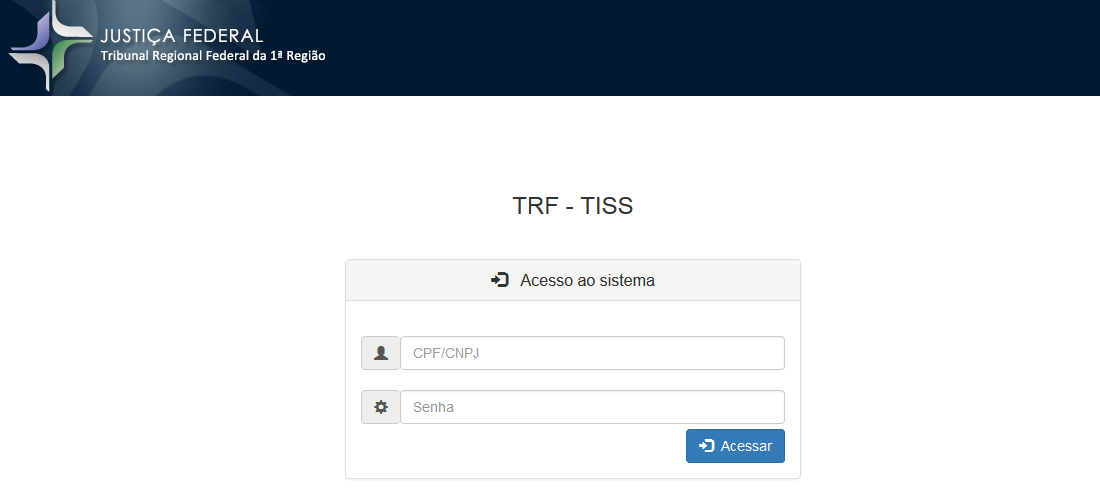 JUSTIÇA FEDERAL
Tribunal Regional Federal da 1ª Região
TRF - TISS
Acesso ao sistema
CPF/CNPJ
Senha
Acessar